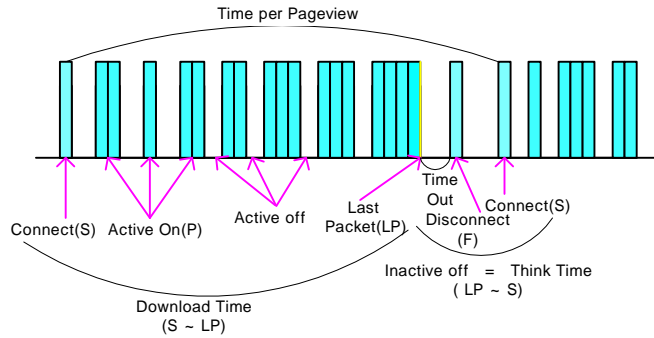 Time per Pageview
Connect(S)
Active On(P)
Active off
Last
Packet(LP)
Time
Out
Disconnect
(F)
Connect(S)
Inactive off = Think Time
( LP ~ S)
Download Time
(S ~ LP)